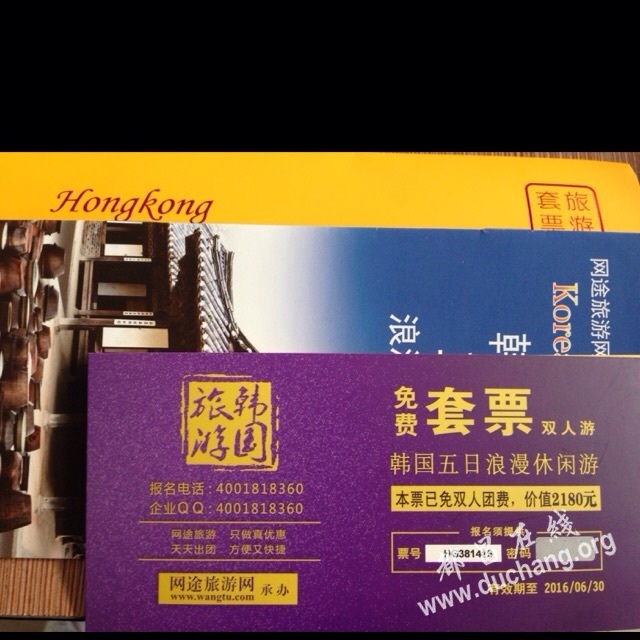 Hongkong
旅游
套票
网途旅游网
Kore
浪
韩国
旅游
报名电话：4001818360
企业QQ：4001818360
网途旅游 只做真优惠
天天出团 方便又快捷
网途旅游网
www.wangtu.com
承办
免费
套票
双人游
韩国五日浪漫休闲游
本票已免双人团费，价值2180元
报名须提
票号
密码
有效期至 2016/06/30
都昌在线
www.duchang.org